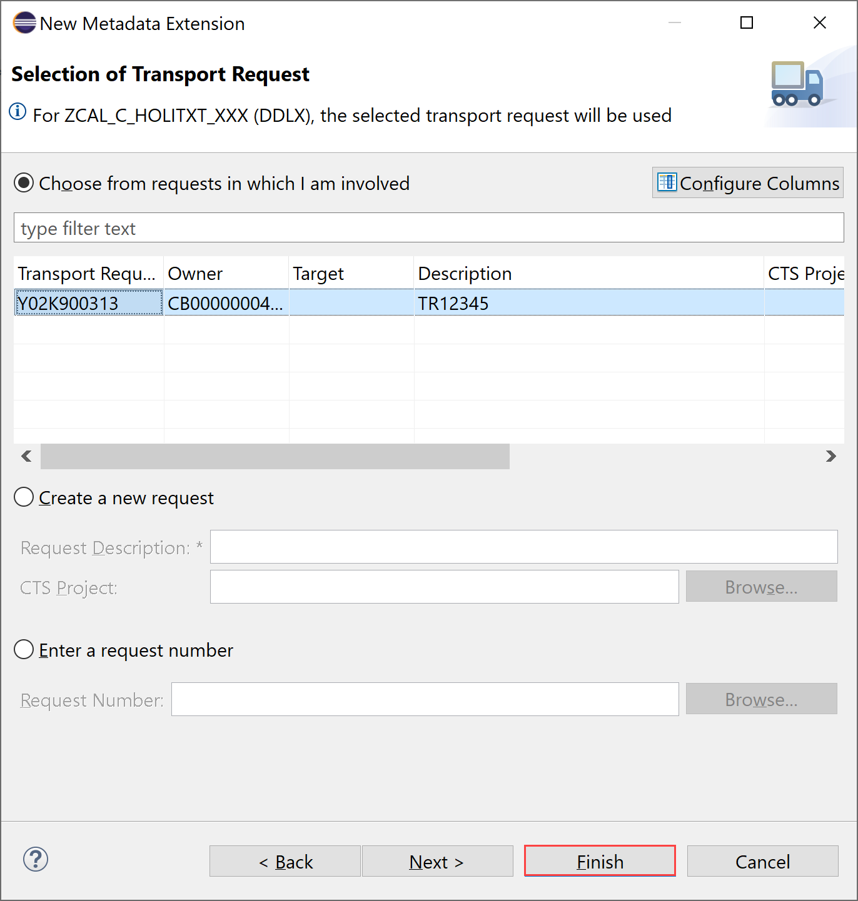 New Metadata Extension
Selection of Transport Request
For ZCAL_C_HOLITXT_XXX (DDLX), the selected transport request will be used
Choose from requests in which I am involved
Configure Columns
type filter text
Transport Requ... Owner Target Description CTS Proje
Y02K900313 CB00000004... TR12345
Create a new request
Request Description: *
CTS Project: Browse...
Enter a request number
Request Number: Browse...
? < Back Next > Finish Cancel